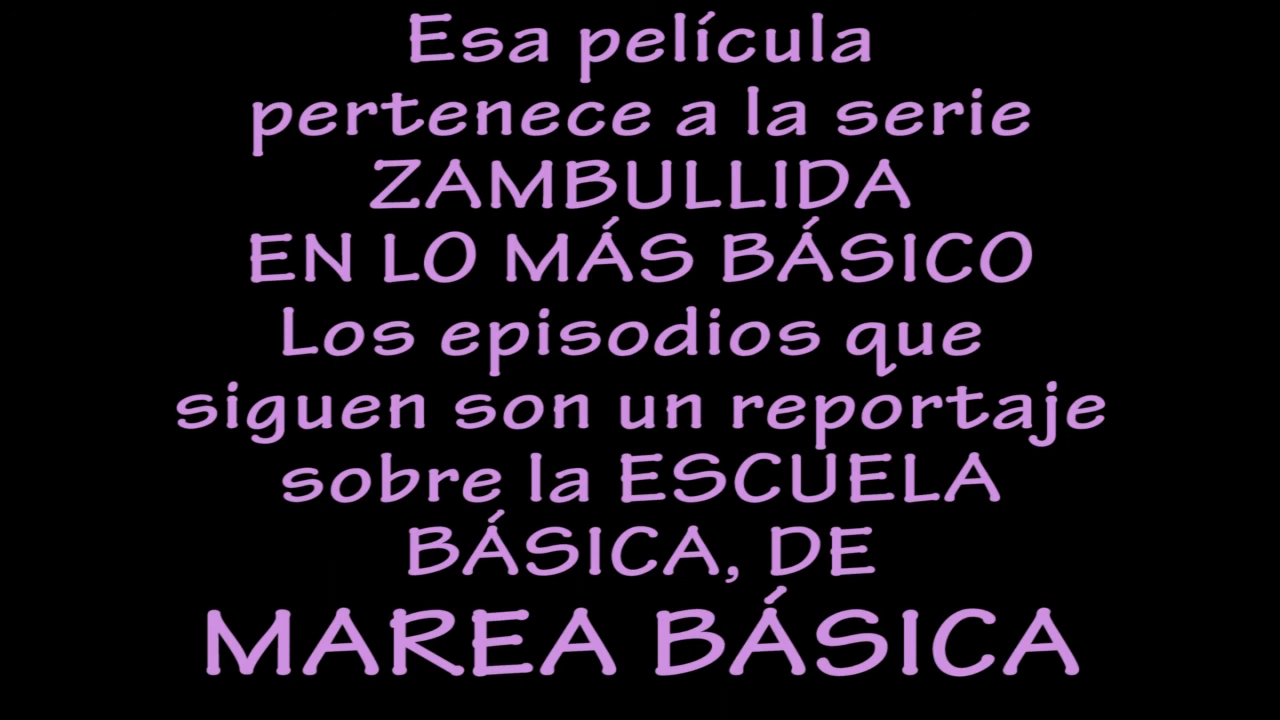 Esa película
pertenece a la serie
ZAMBULLIDA
EN LO MÁS BÁSICO
Los episodios que
siguen son un reportaje
sobre la ESCUELA
BÁSICA, DE
MAREA BÁSICA